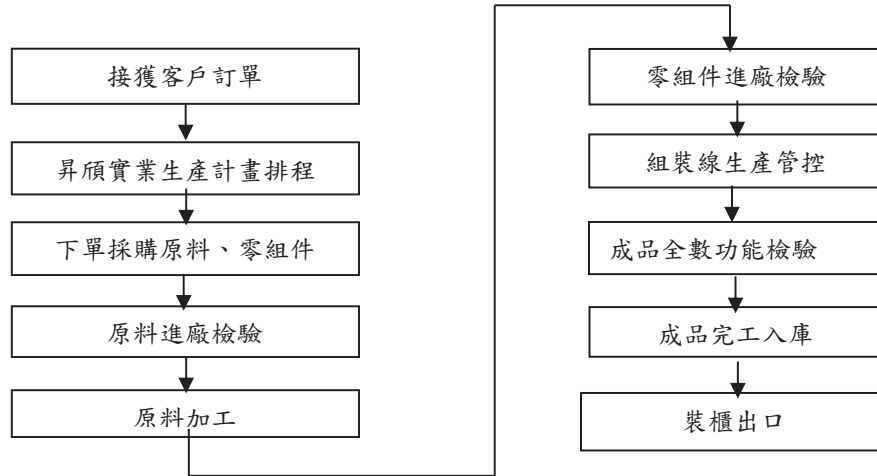 接獲客戶訂單
昇頎實業生產計畫排程
下單採購原料、零組件
原料進廠檢驗
原料加工
零組件進廠檢驗
組裝線生產管控
成品全數功能檢驗
成品完工入庫
裝櫃出口